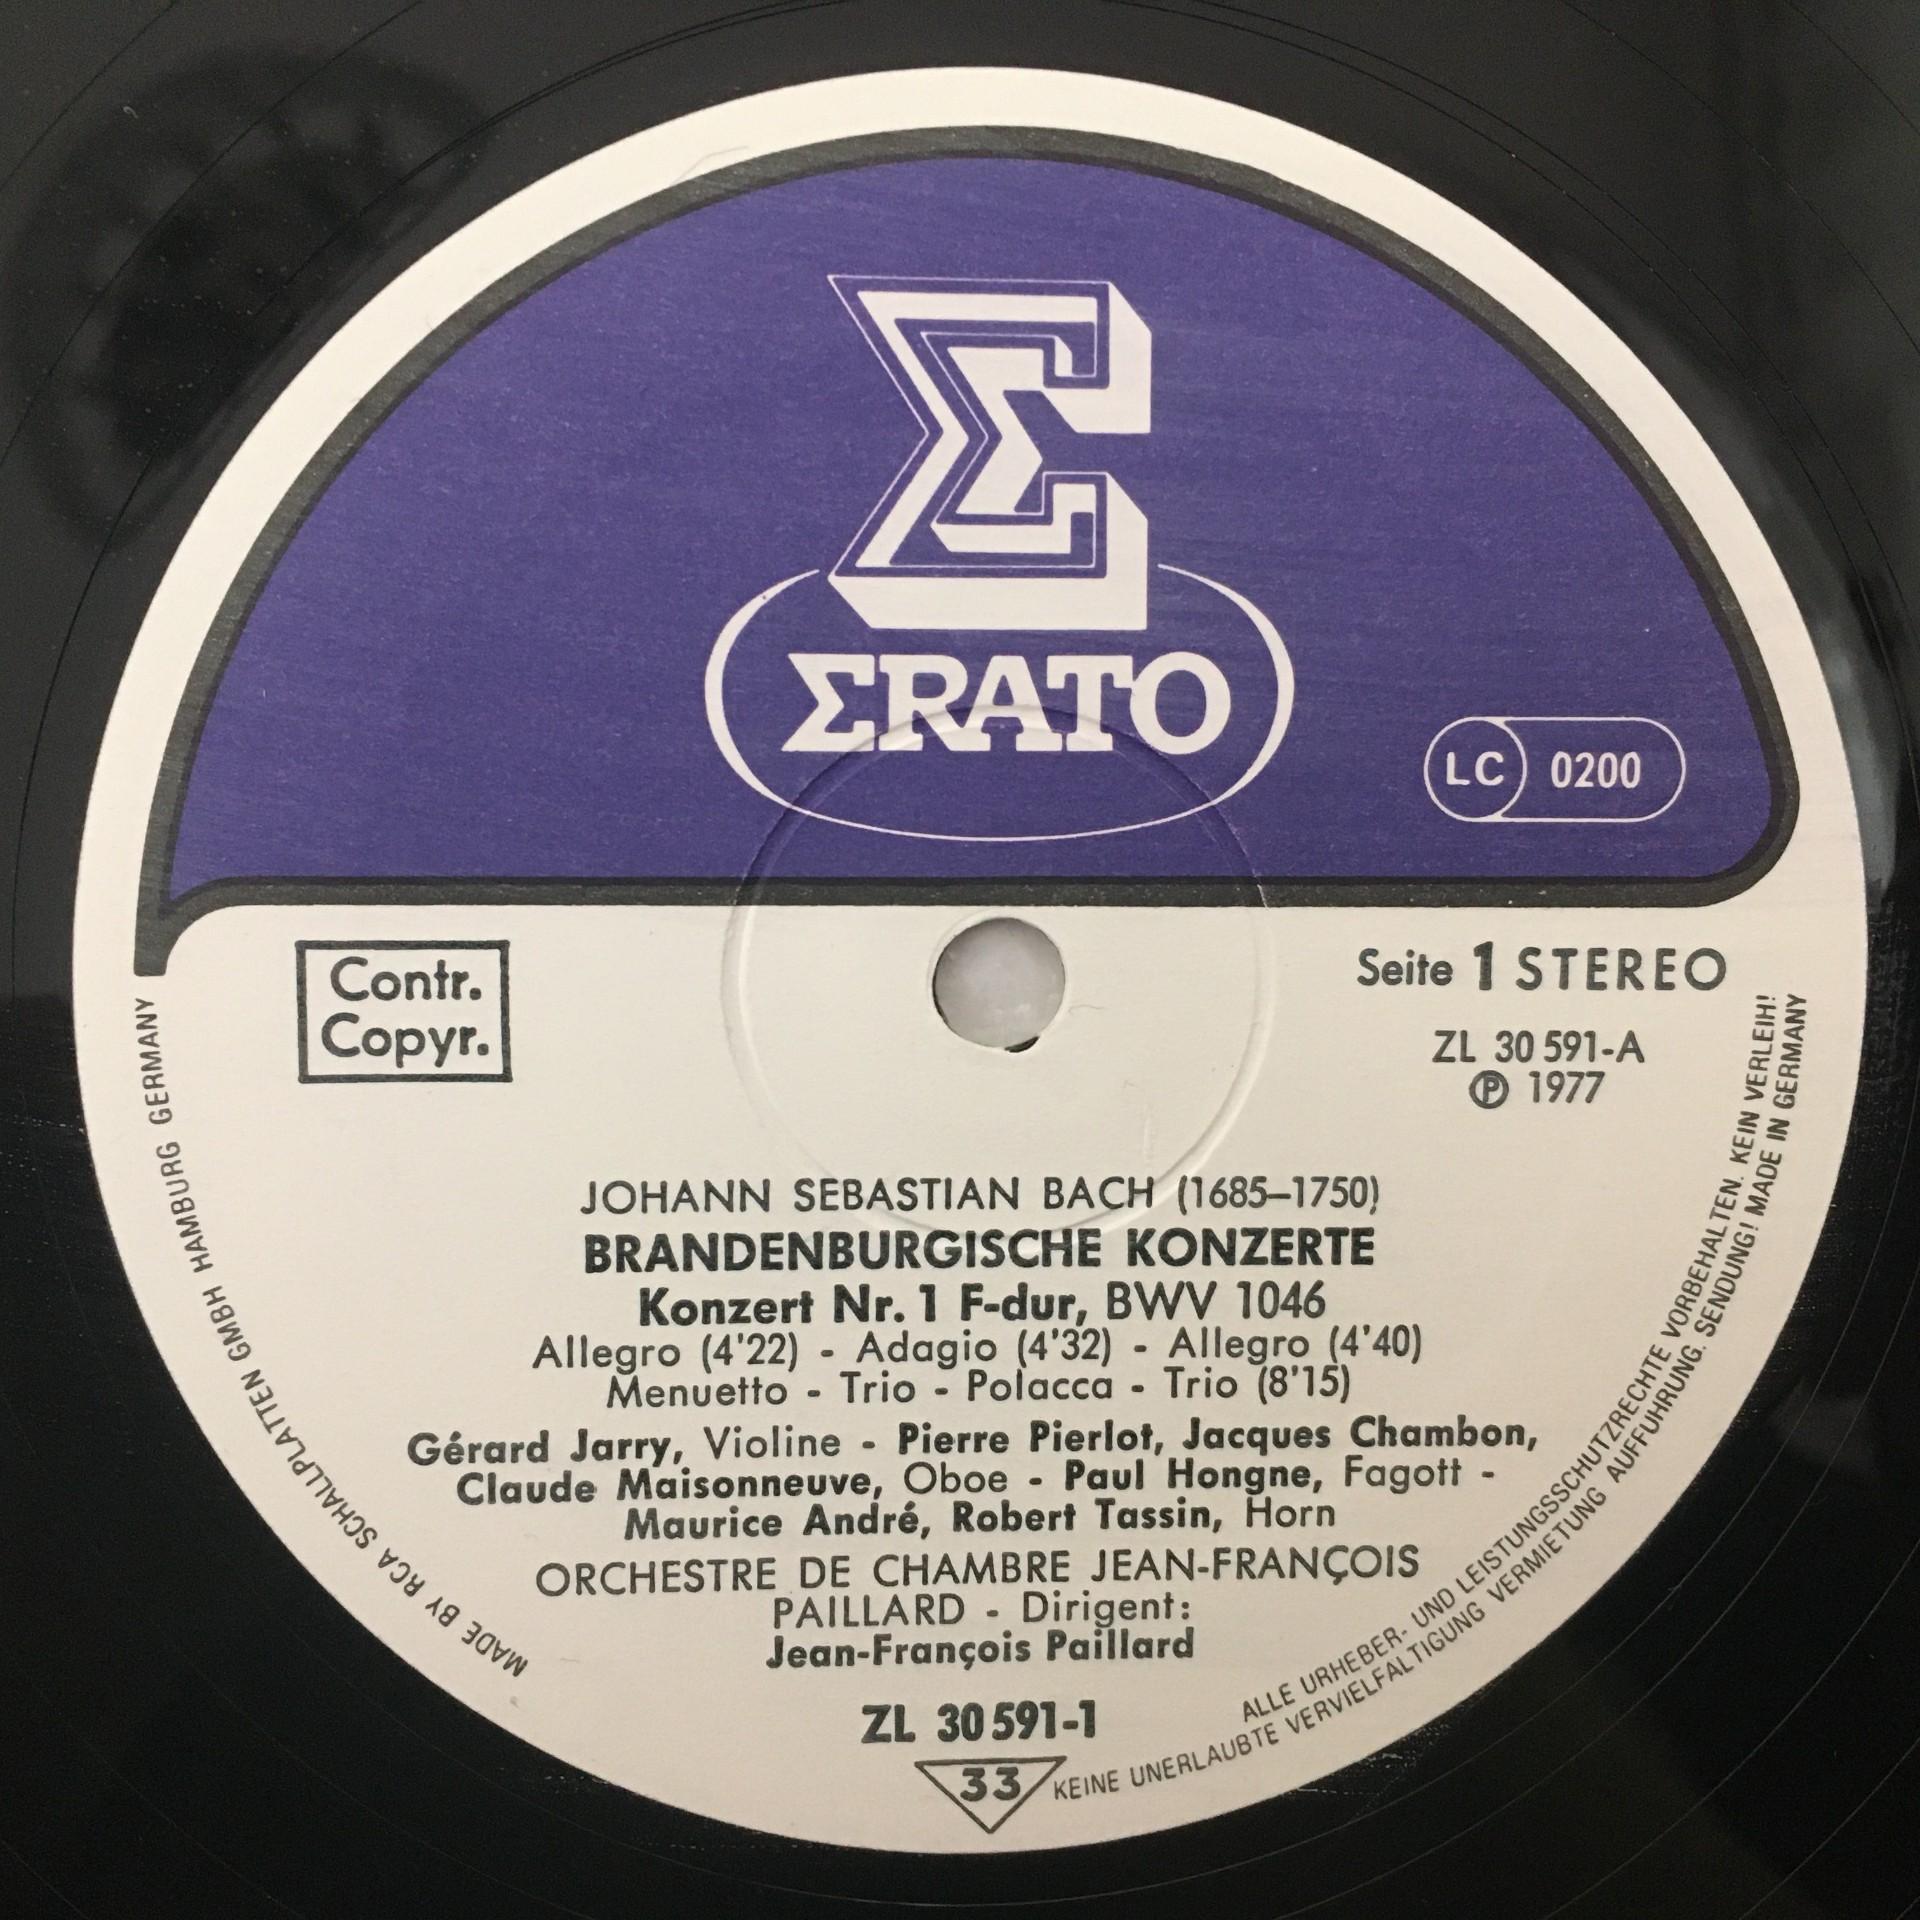 Σ
ΣRATO
LC 0200
Contr.
Copyr.
Seite 1 STEREO
ZL 30 591-A
Ⓟ 1977
JOHANN SEBASTIAN BACH (1685–1750)
BRANDENBURGISCHE KONZERTE
Konzert Nr. 1 F-dur, BWV 1046
Allegro (4'22) - Adagio (4'32) - Allegro (4'40)
Menuetto - Trio - Polacca - Trio (8'15)
Gérard Jarry, Violine - Pierre Pierlot, Jacques Chambon,
Claude Maisonneuve, Oboe - Paul Hongne, Fagott -
Maurice André, Robert Tassin, Horn
ORCHESTRE DE CHAMBRE JEAN-FRANÇOIS
PAILLARD - Dirigent:
Jean-François Paillard
ZL 30 591-1
33
MADE BY RCA SCHALLPLATTEN GMBH HAMBURG GERMANY
ALLE URHEBER- UND LEISTUNGSSCHUTZRECHTE VORBEHALTEN. KEIN VERLEIH!
KEINE UNERLAUBTE VERVIELFALTIGUNG VERMIETUNG AUFFUHRUNG. SENDUNG! MADE IN GERMANY